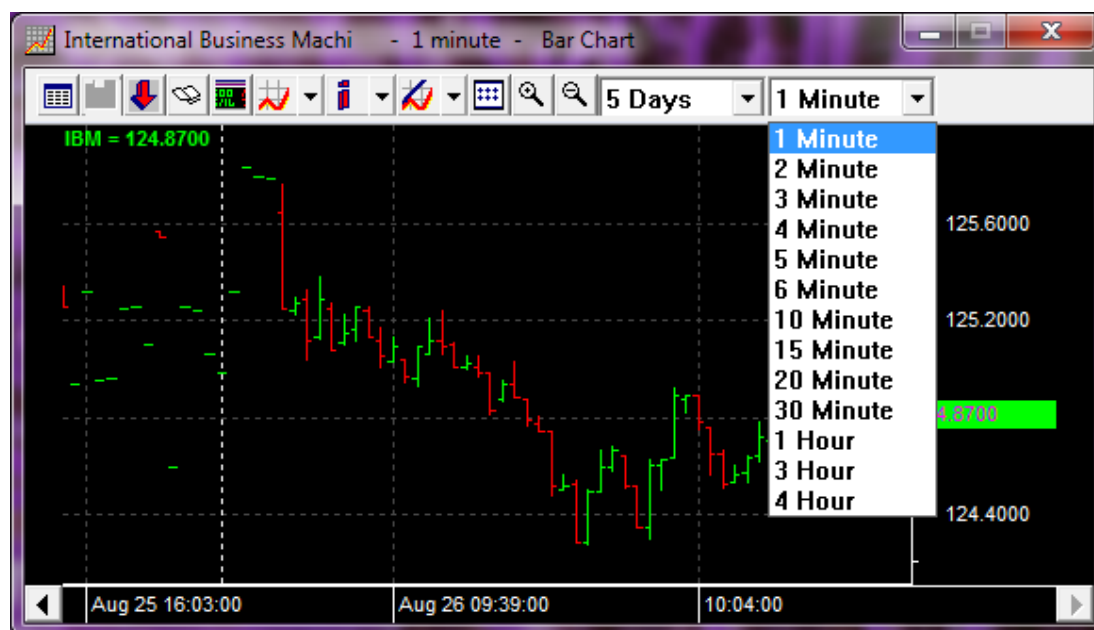 International Business Machi - 1 minute - Bar Chart
5 Days 1 Minute
IBM = 124.8700
1 Minute
2 Minute
3 Minute
4 Minute
5 Minute
6 Minute
10 Minute
15 Minute
20 Minute
30 Minute
1 Hour
3 Hour
4 Hour
125.6000
125.2000
4.8700
124.4000
Aug 25 16:03:00 Aug 26 09:39:00 10:04:00